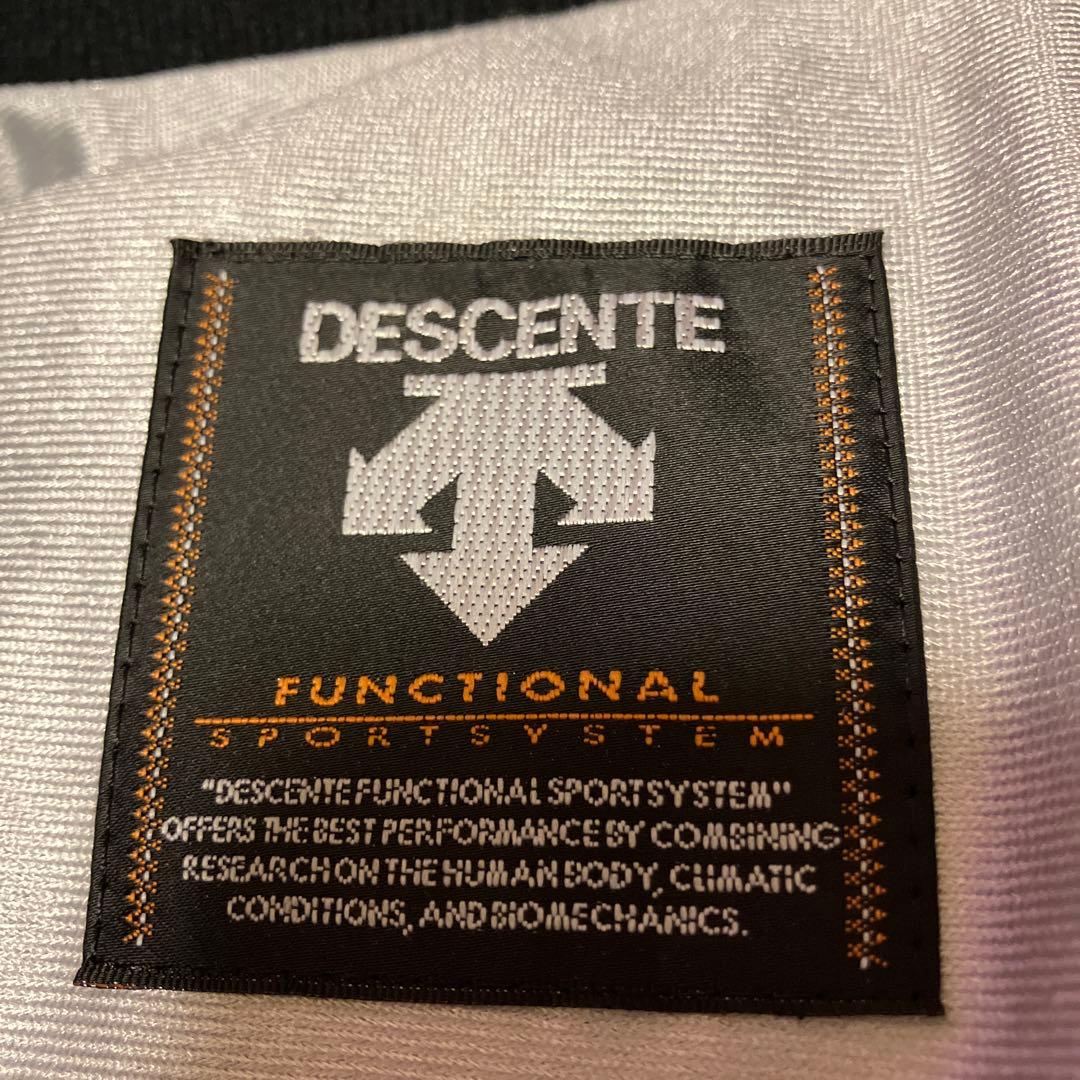 DESCENTE
FUNCTIONAL
SPORTSYSTEM
"DESCENTE FUNCTIONAL SPORTSYSTEM"
OFFERS THE BEST PERFORMANCE BY COMBINING
RESEARCH ON THE HUMAN BODY, CLIMATIC
CONDITIONS, AND BIOMECHANICS.